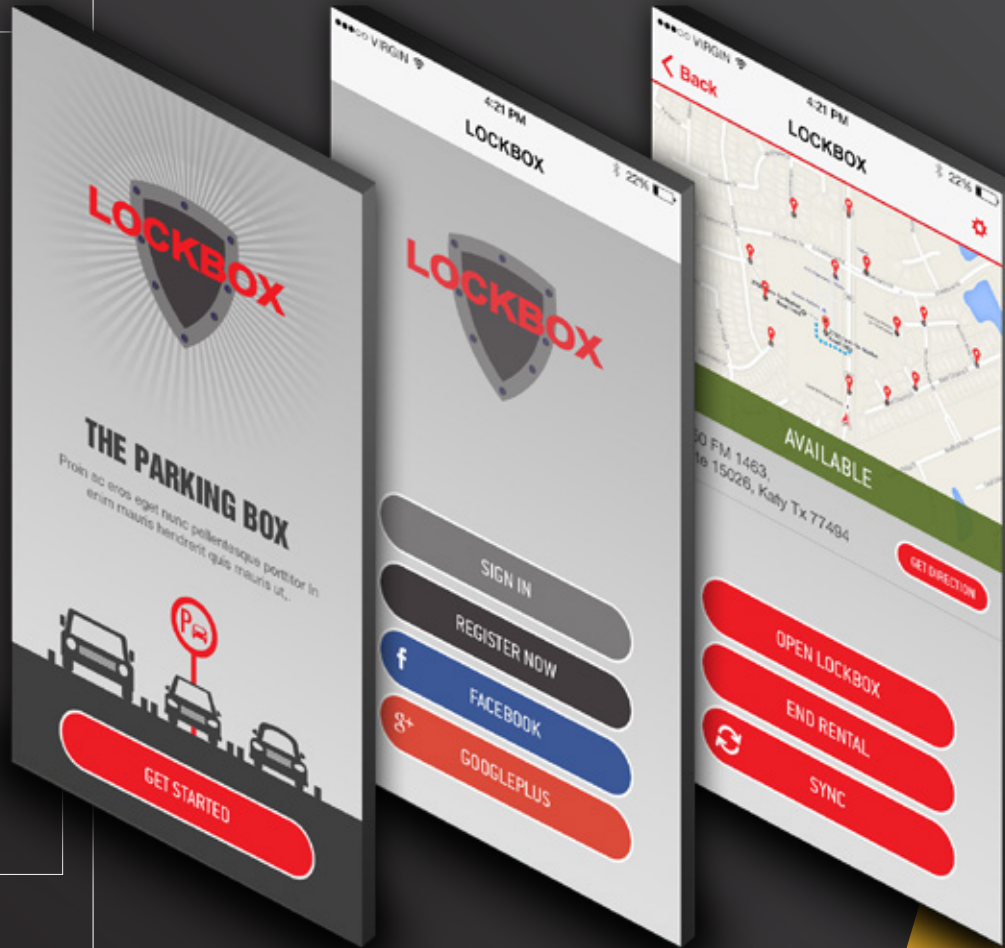 LOCKBOX
THE PARKING BOX
Proin ac eros eget nunc pellentesque porttitor in
enim mauris hendrerit quis mauris ut,.
P
GET STARTED
VIRGIN
4:21 PM
22%
LOCKBOX
LOCKBOX
SIGN IN
REGISTER NOW
f
FACEBOOK
g+
GOOGLEPLUS
VIRGIN
4:21 PM
22%
Back
LOCKBOX
AVAILABLE
FM 1463,
15026, Katy Tx 77494
GET DIRECTION
OPEN LOCKBOX
END RENTAL
SYNC